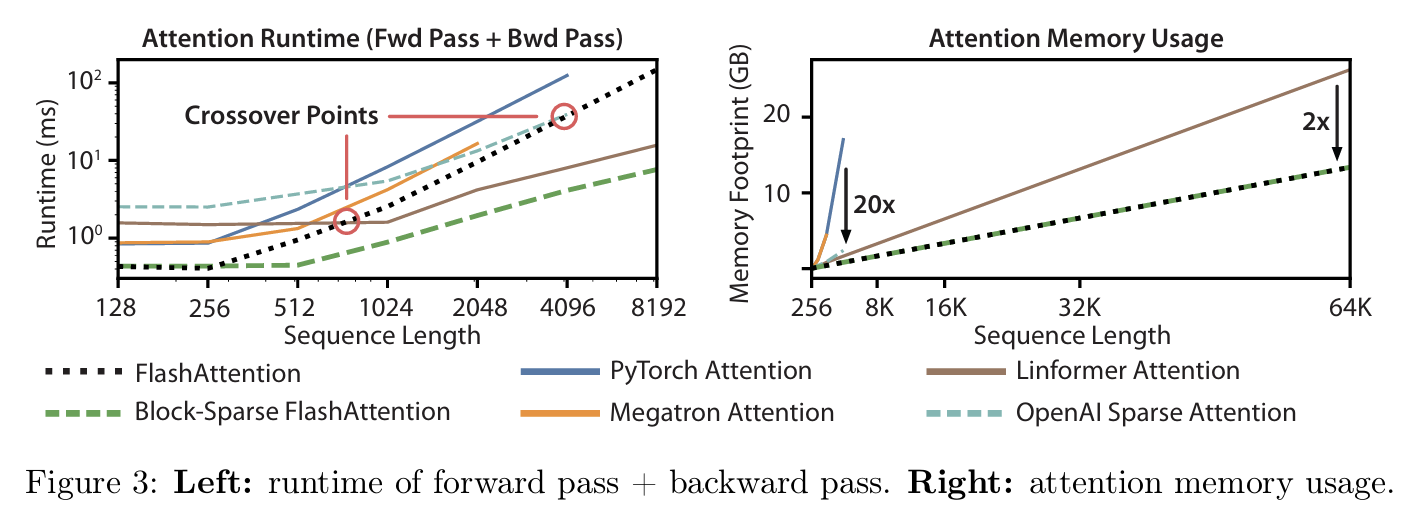 Attention Runtime (Fwd Pass + Bwd Pass)
Runtime (ms)
10²
10¹
10⁰
Crossover Points
128 256 512 1024 2048 4096 8192
Sequence Length
Attention Memory Usage
Memory Footprint (GB)
20
10
20x
2x
256 8K 16K 32K 64K
Sequence Length
FlashAttention
PyTorch Attention
Linformer Attention
Block-Sparse FlashAttention
Megatron Attention
OpenAI Sparse Attention
Figure 3: Left: runtime of forward pass + backward pass. Right: attention memory usage.